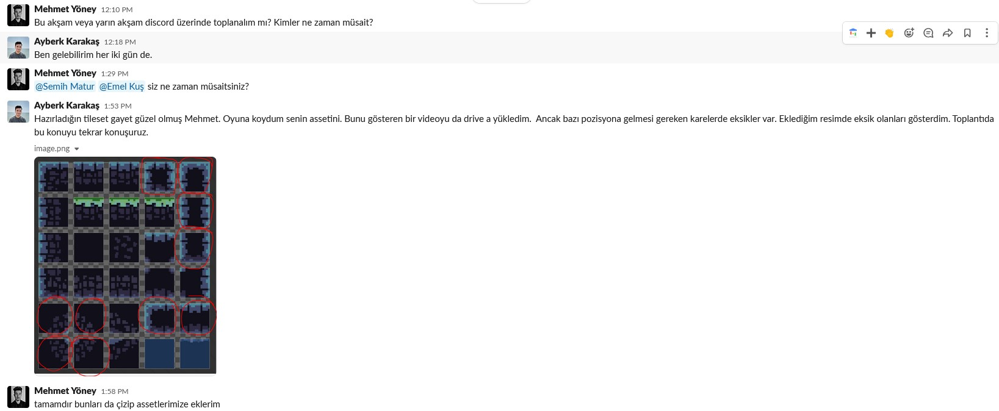 Mehmet Yöney 12:10 PM
Bu akşam veya yarın akşam discord üzerinde toplanalım mı? Kimler ne zaman müsait?
Ayberk Karakaş 12:18 PM
Ben gelebilirim her iki gün de.
Mehmet Yöney 1:29 PM
@Semih Matur @Emel Kuş siz ne zaman müsaitsiniz?
Ayberk Karakaş 1:53 PM
Hazırladığın tileset gayet güzel olmuş Mehmet. Oyuna koydum senin assetini. Bunu gösteren bir videoyu da drive a yükledim. Ancak bazı pozisyona gelmesi gereken karelerde eksikler var. Eklediğim resimde eksik olanları gösterdim. Toplantıda
bu konuyu tekrar konuşuruz.
image.png
Mehmet Yöney 1:58 PM
tamamdır bunları da çizip assetlerimize eklerim